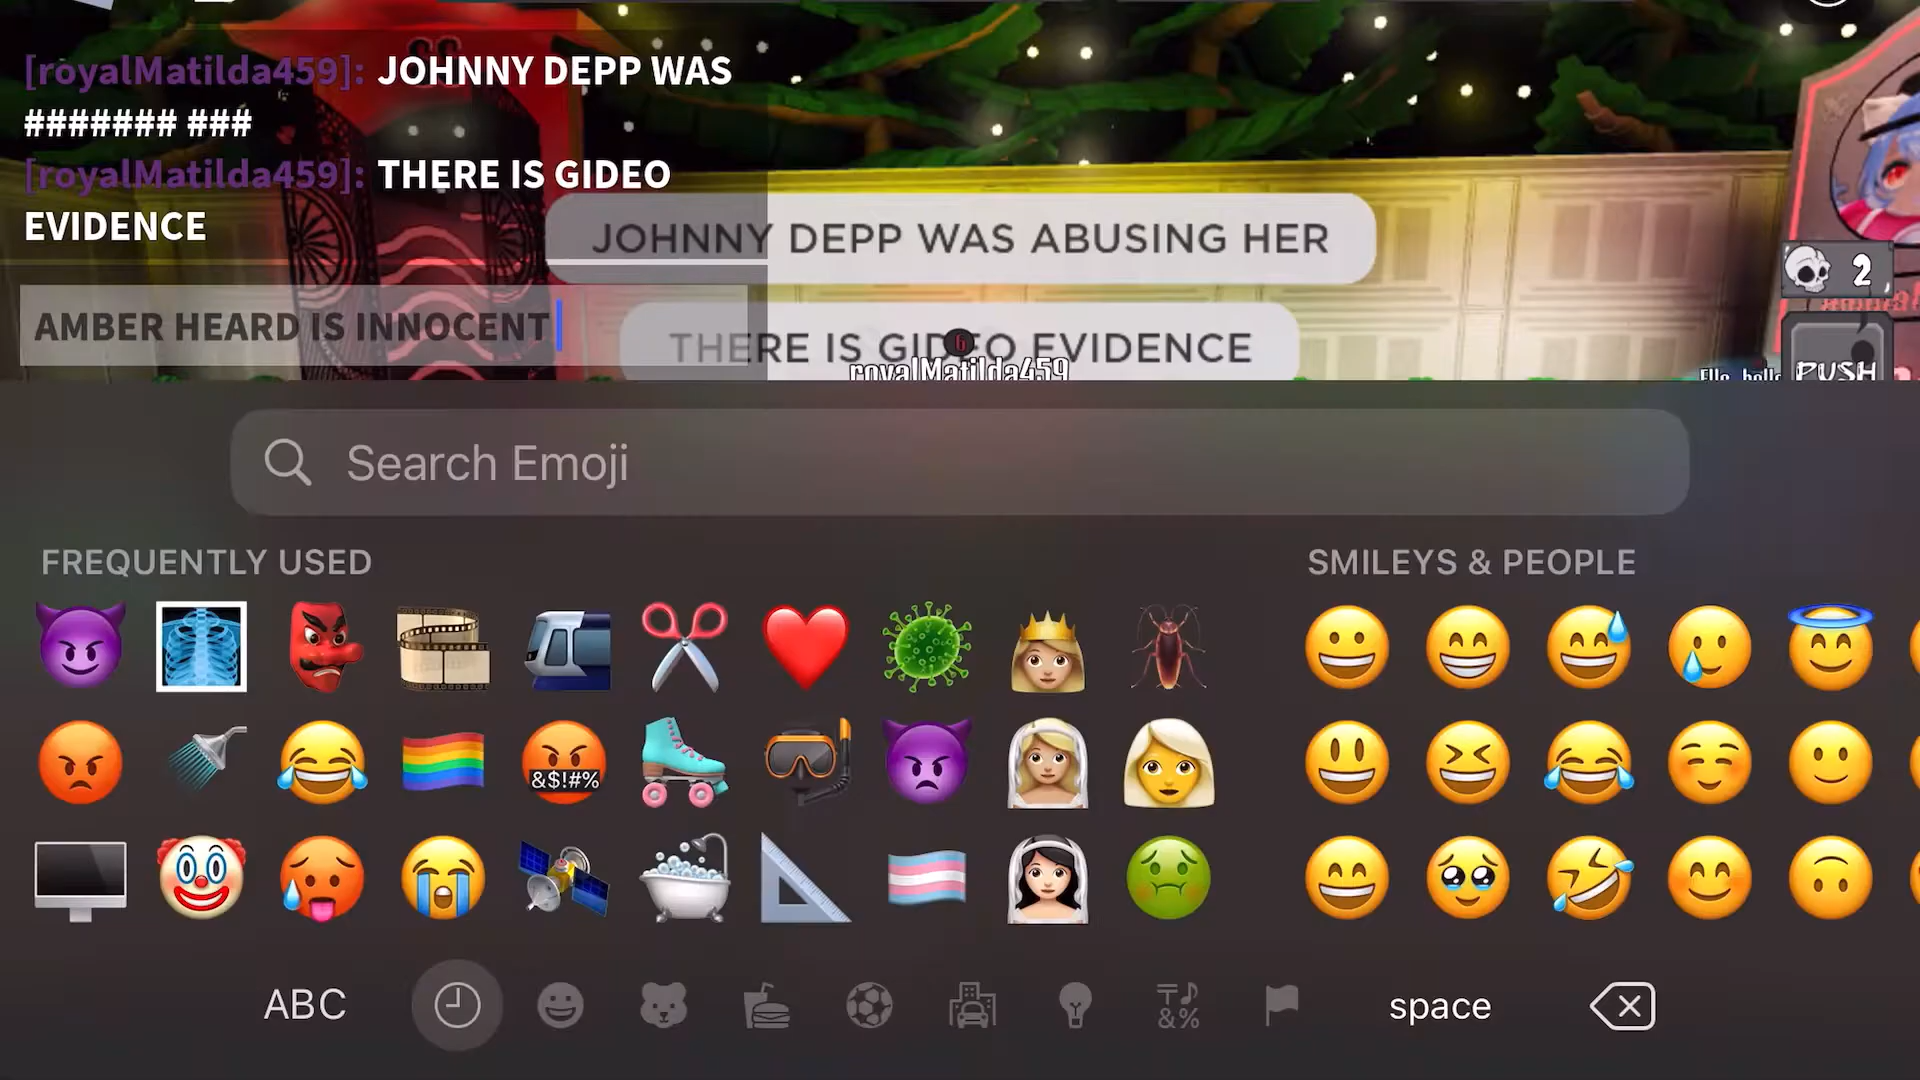 [royalMatilda459]: JOHNNY DEPP WAS
####### ###
[royalMatilda459]: THERE IS GIDEO
EVIDENCE
JOHNNY DEPP WAS ABUSING HER
AMBER HEARD IS INNOCENT
THERE IS GIDEO EVIDENCE
6
royalMatilda459
2
PUSH
Search Emoji
FREQUENTLY USED
SMILEYS & PEOPLE
&$!#%
ABC
space